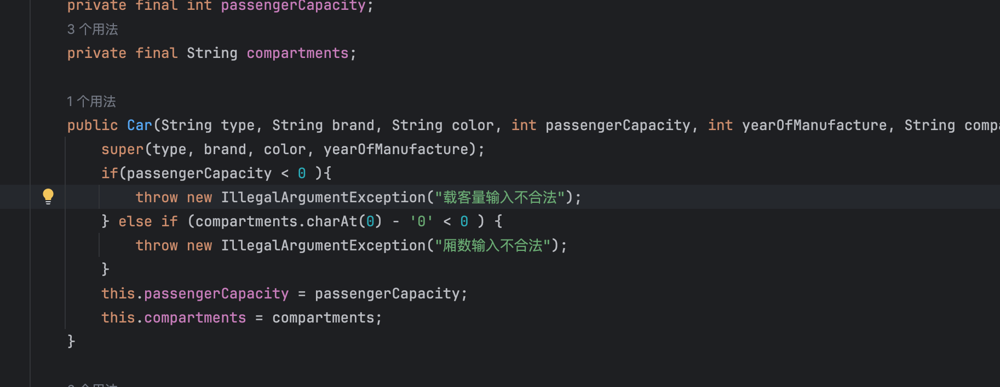 private final int passengerCapacity;
3 个用法
private final String compartments;
1 个用法
public Car(String type, String brand, String color, int passengerCapacity, int yearOfManufacture, String
super(type, brand, color, yearOfManufacture);
if(passengerCapacity < 0 ){
throw new IllegalArgumentException("载客量输入不合法");
} else if (compartments.charAt(0) - '0' < 0 ) {
throw new IllegalArgumentException("厢数输入不合法");
}
this.passengerCapacity = passengerCapacity;
this.compartments = compartments;
}